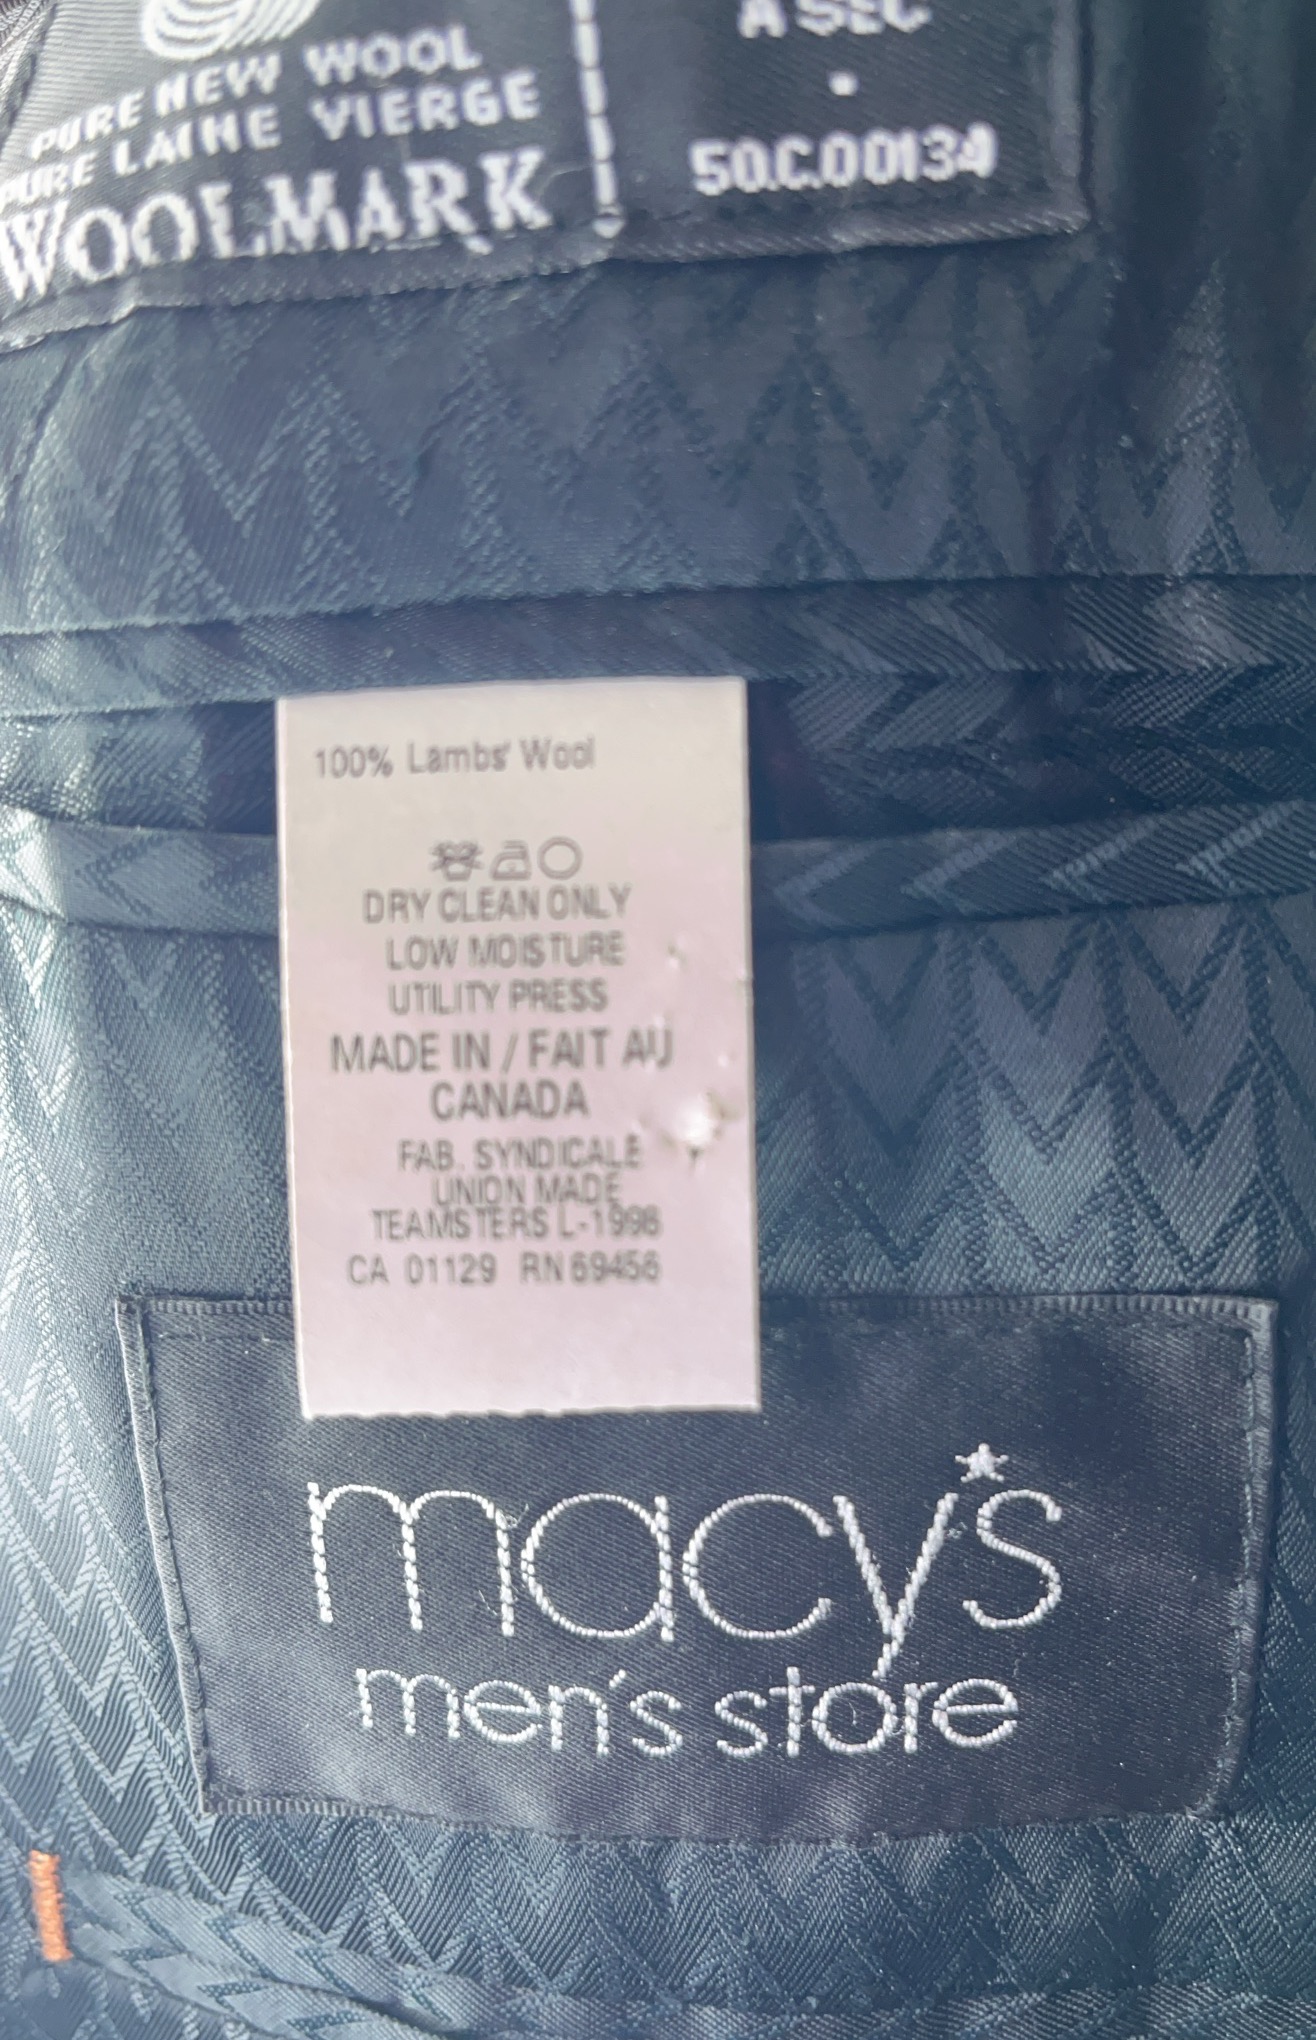 PURE NEW WOOL
PURE LAINE VIERGE
WOOLMARK
A SEC
50.C.00134
100% Lambs' Wool
DRY CLEAN ONLY
LOW MOISTURE
UTILITY PRESS
MADE IN / FAIT AU
CANADA
FAB. SYNDICALE
UNION MADE
TEAMSTERS L-1998
CA 01129 RN 69456
macy's
men's store